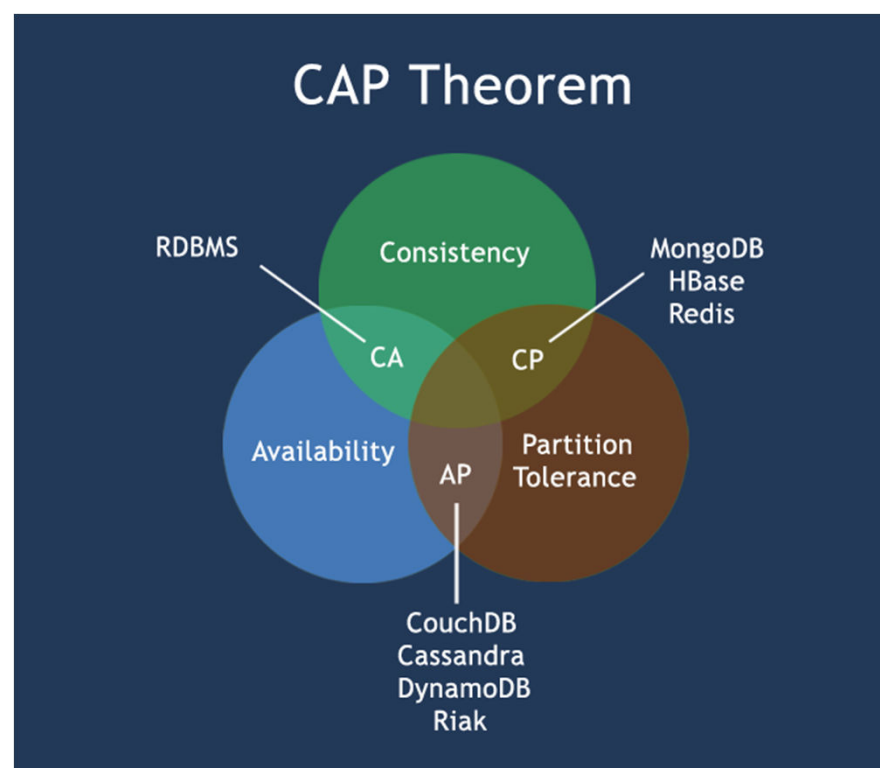 CAP Theorem
RDBMS
Consistency
MongoDB
HBase
Redis
CA
CP
Availability
Partition
Tolerance
AP
CouchDB
Cassandra
DynamoDB
Riak